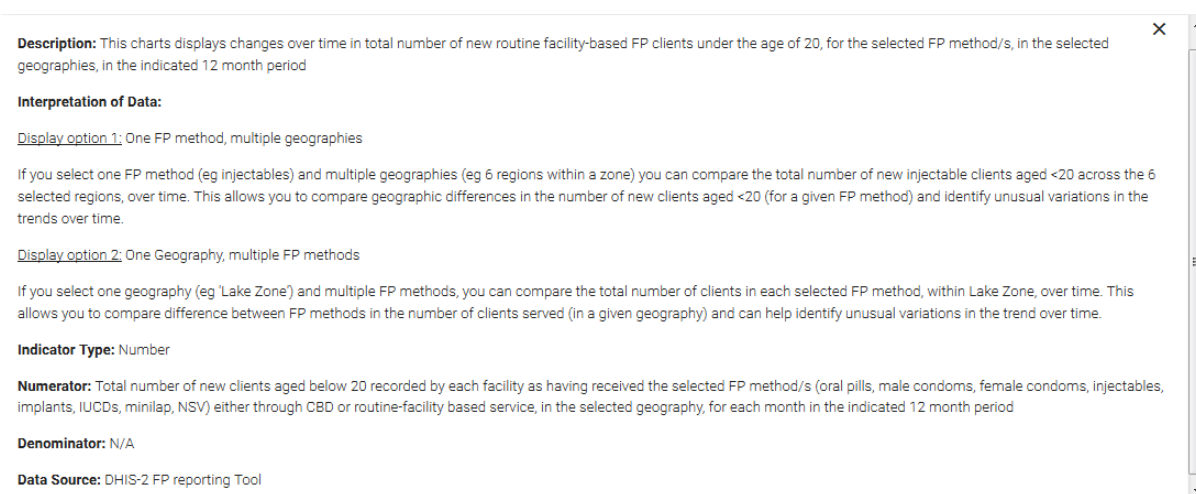 Description: This charts displays changes over time in total number of new routine facility-based FP clients under the age of 20, for the selected FP method/s, in the selected
geographies, in the indicated 12 month period
Interpretation of Data:
Display option 1: One FP method, multiple geographies
If you select one FP method (eg injectables) and multiple geographies (eg 6 regions within a zone) you can compare the total number of new injectable clients aged <20 across the 6
selected regions, over time. This allows you to compare geographic differences in the number of new clients aged <20 (for a given FP method) and identify unusual variations in the
trends over time.
Display option 2: One Geography, multiple FP methods
If you select one geography (eg 'Lake Zone') and multiple FP methods, you can compare the total number of clients in each selected FP method, within Lake Zone, over time. This
allows you to compare difference between FP methods in the number of clients served (in a given geography) and can help identify unusual variations in the trend over time.
Indicator Type: Number
Numerator: Total number of new clients aged below 20 recorded by each facility as having received the selected FP method/s (oral pills, male condoms, female condoms, injectables,
implants, IUCDs, minilap, NSV) either through CBD or routine-facility based service, in the selected geography, for each month in the indicated 12 month period
Denominator: N/A
Data Source: DHIS-2 FP reporting Tool